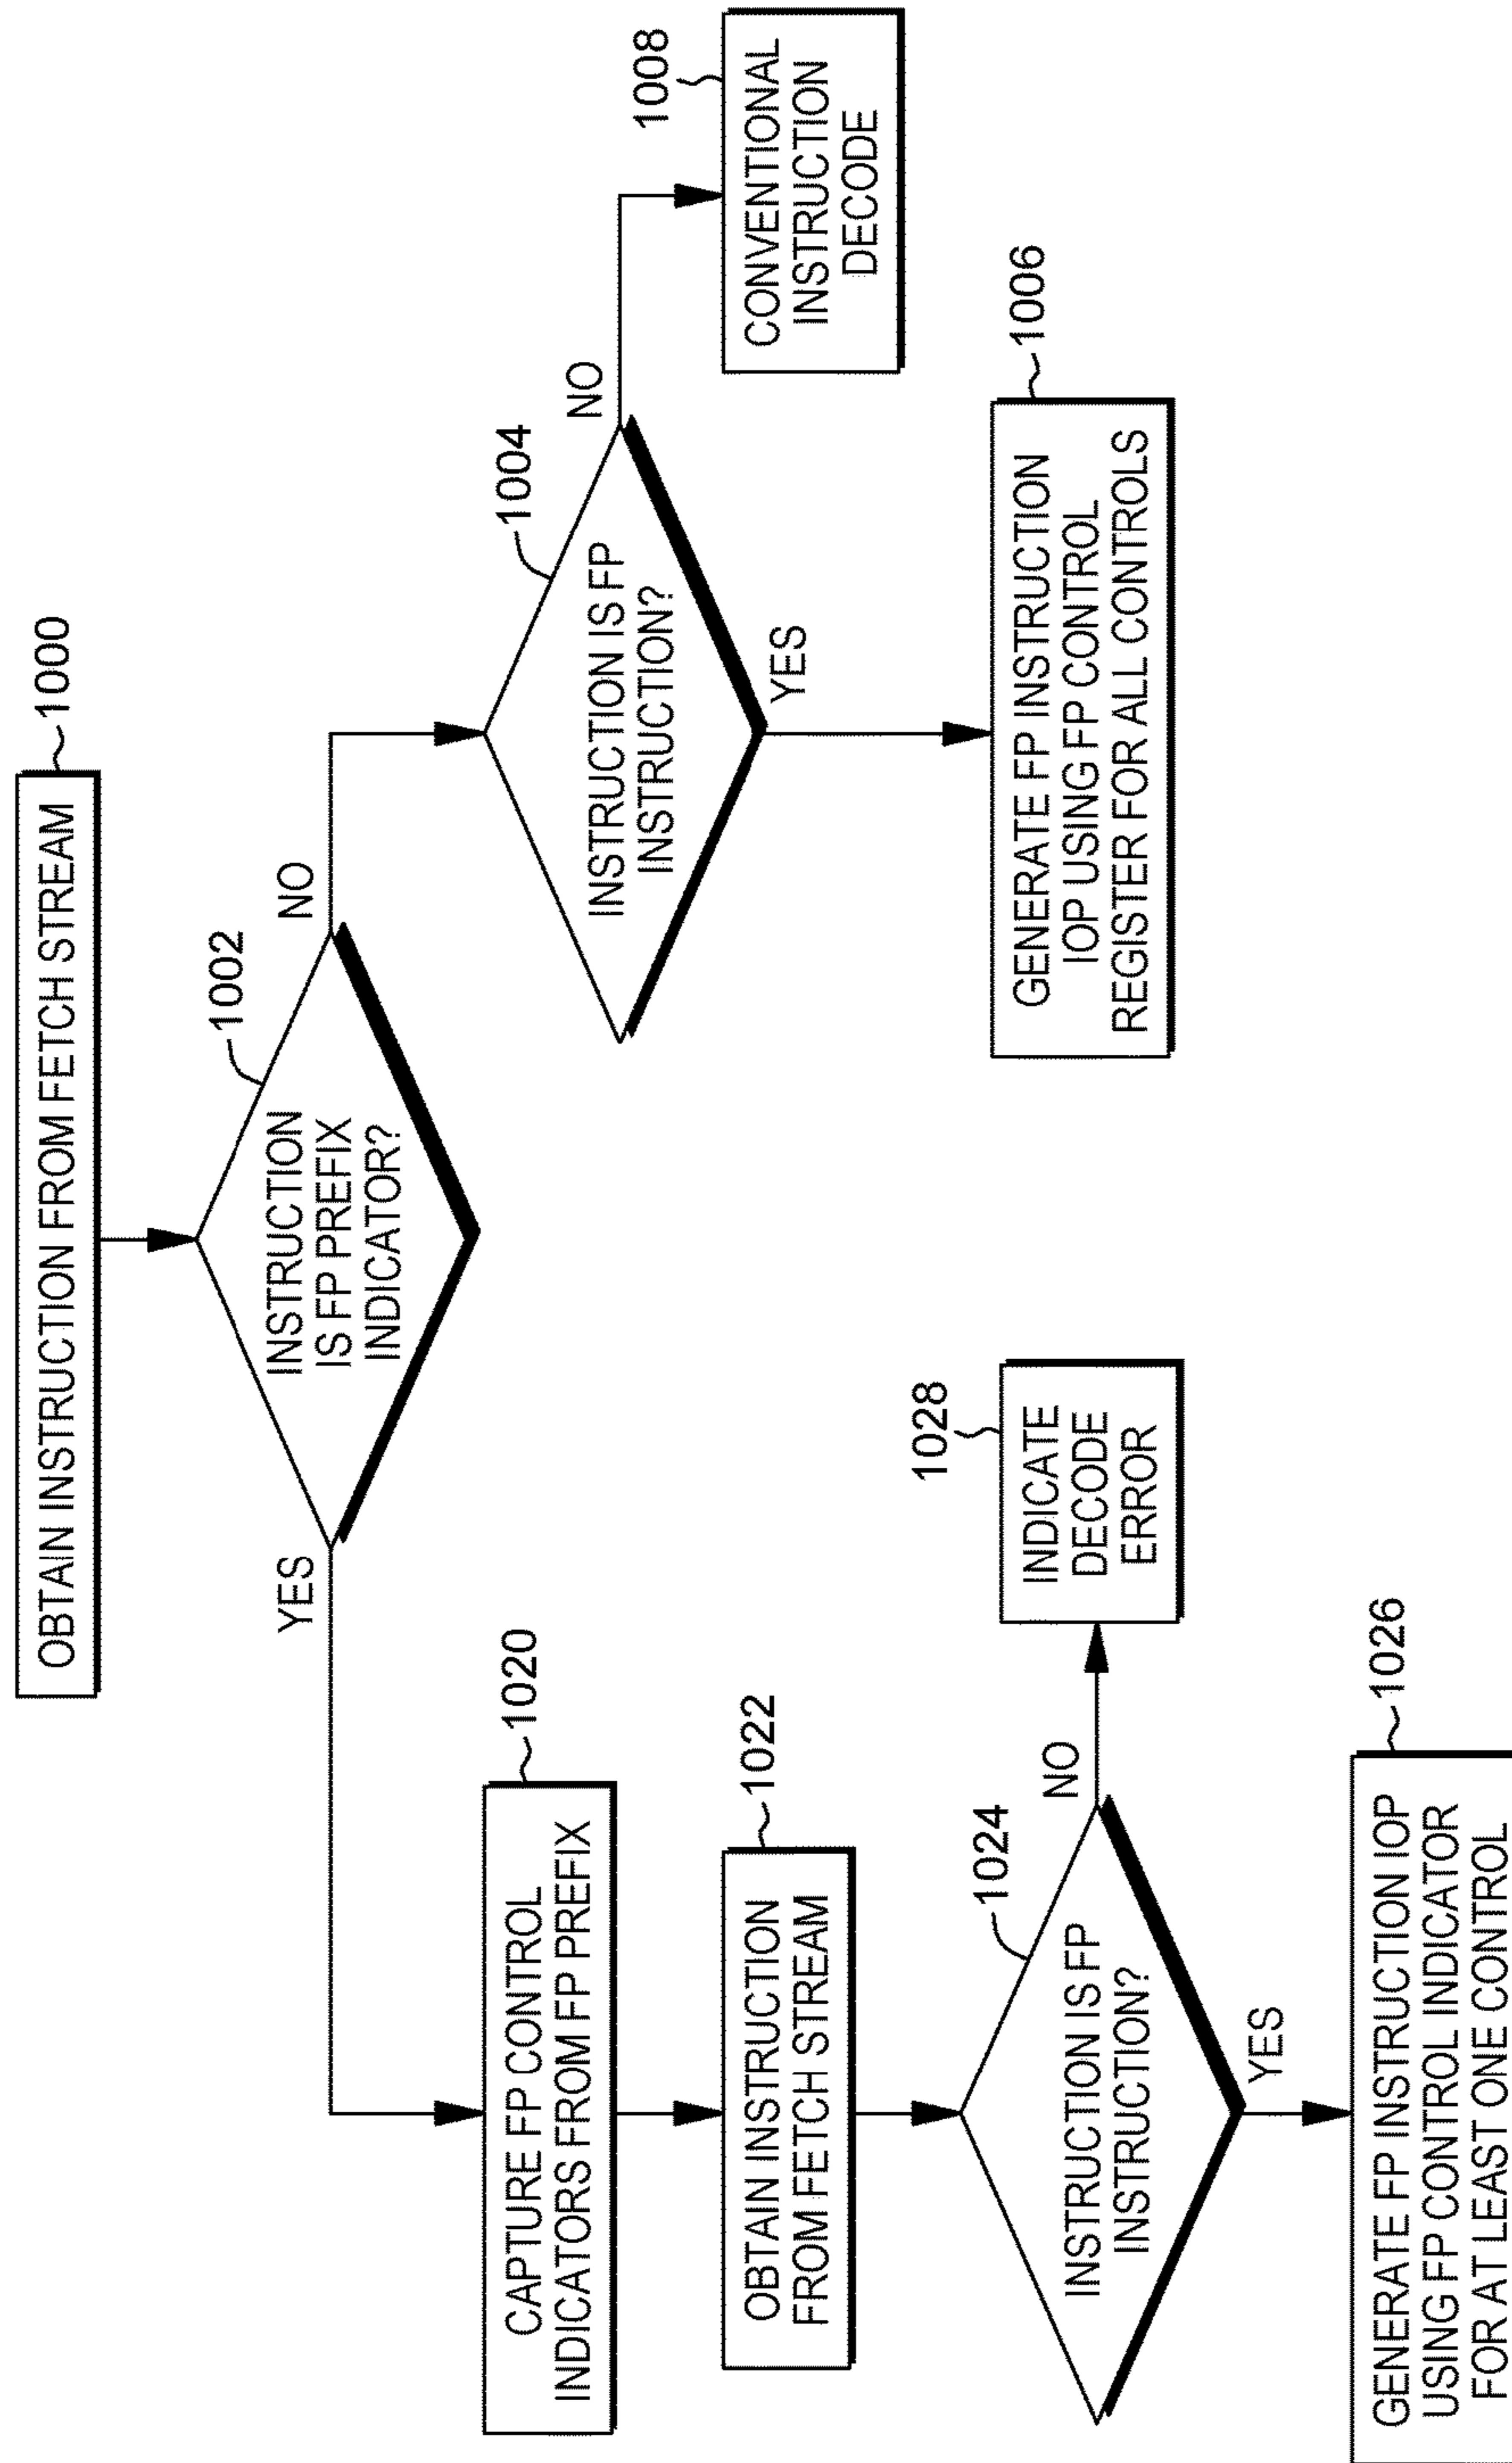 OBTAIN INSTRUCTION FROM FETCH STREAM
1000
INSTRUCTION
IS FP PREFIX
INDICATOR?
1002
YES
NO
CAPTURE FP CONTROL
INDICATORS FROM FP PREFIX
1020
OBTAIN INSTRUCTION
FROM FETCH STREAM
1022
INSTRUCTION IS FP
INSTRUCTION?
1024
NO
INDICATE
DECODE
ERROR
1028
YES
GENERATE FP INSTRUCTION IOP
USING FP CONTROL INDICATOR
FOR AT LEAST ONE CONTROL
1026
INSTRUCTION IS FP
INSTRUCTION?
1004
NO
CONVENTIONAL
INSTRUCTION
DECODE
1008
YES
GENERATE FP INSTRUCTION
IOP USING FP CONTROL
REGISTER FOR ALL CONTROLS
1006